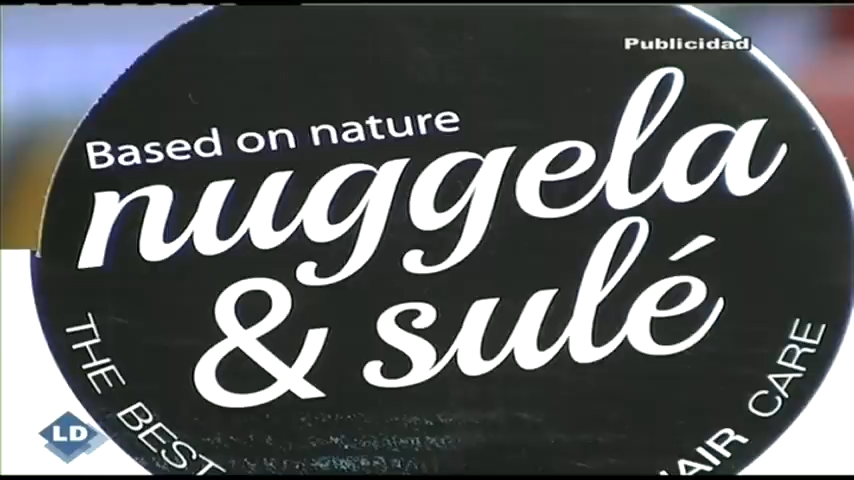 Publicidad
Based on nature
nuggela
& sulé
THE BEST
HAIR CARE
LD